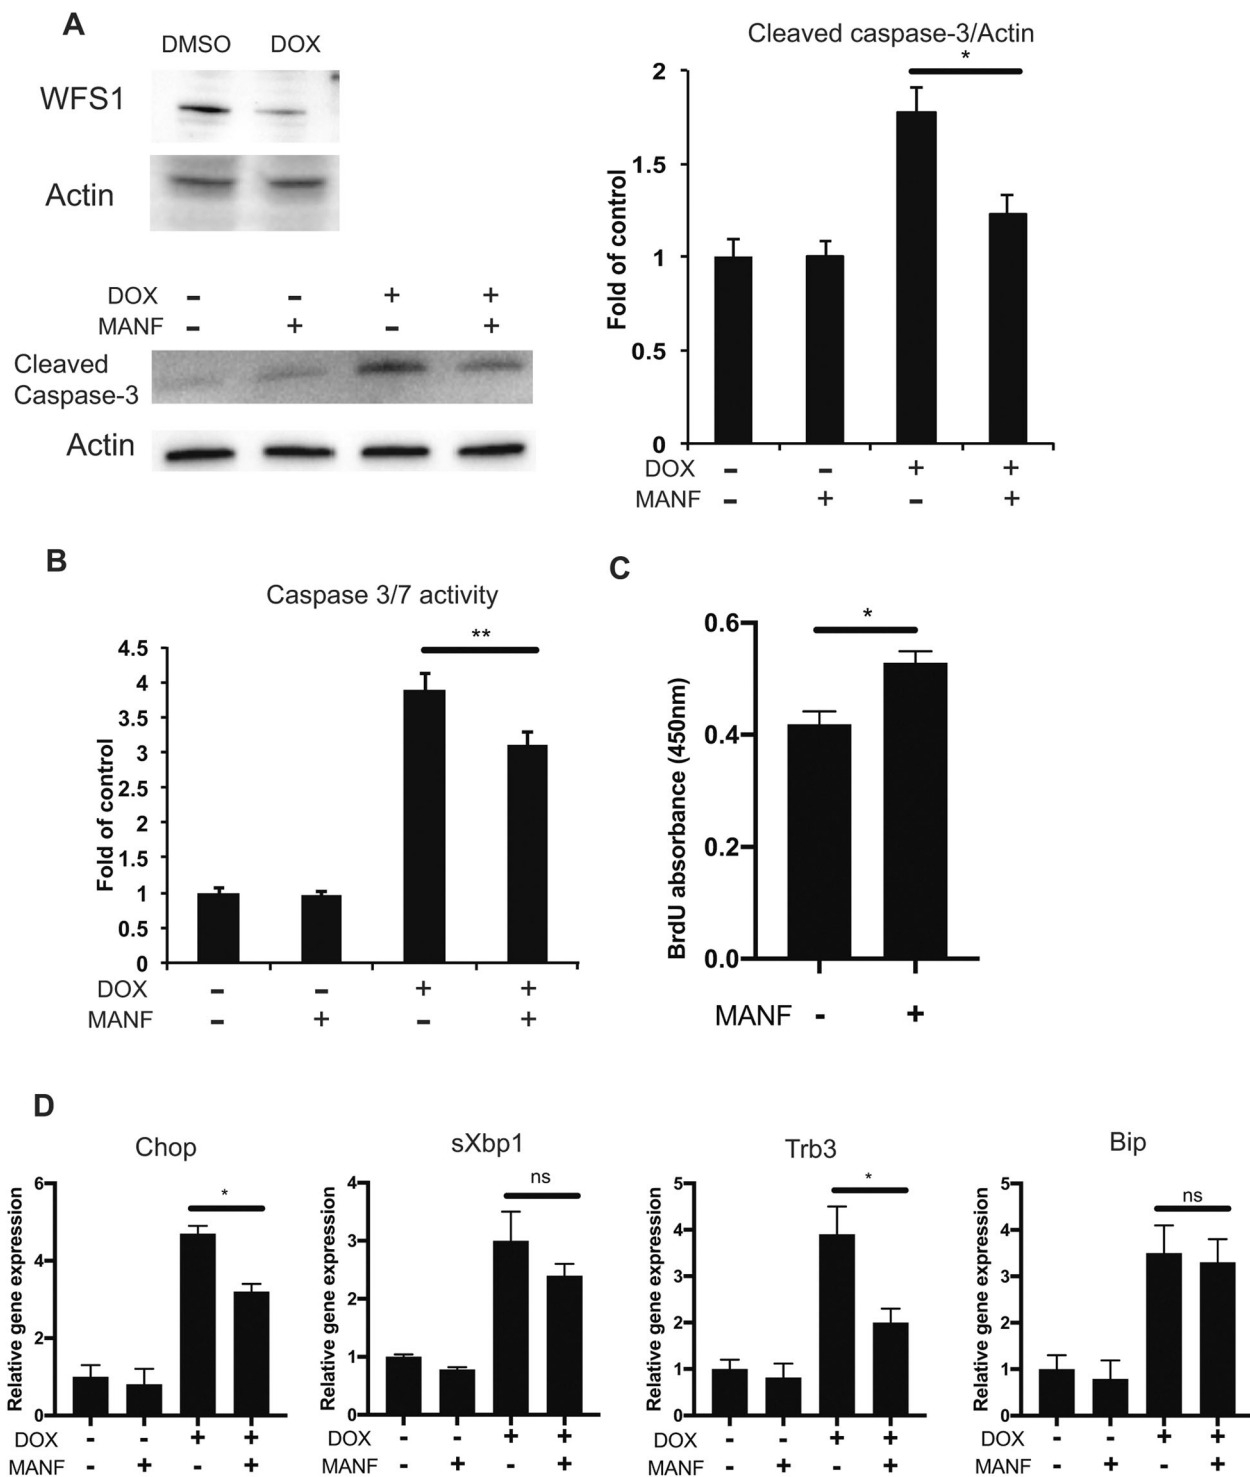 A
DMSO DOX
WFS1
Actin
DOX - - + +
MANF - + - +
Cleaved
Caspase-3
Actin
Cleaved caspase-3/Actin
*
Fold of control
2
1.5
1
0.5
0
DOX - - + +
MANF - + - +
B
Caspase 3/7 activity
**
Fold of control
4.5
4
3.5
3
2.5
2
1.5
1
0.5
0
DOX - - + +
MANF - + - +
C
*
BrdU absorbance (450nm)
0.6
0.4
0.2
0.0
MANF - +
D
Chop
*
Relative gene expression
6
4
2
0
DOX - - + +
MANF - + - +
sXbp1
ns
Relative gene expression
4
3
2
1
0
DOX - - + +
MANF - + - +
Trb3
*
Relative gene expression
5
4
3
2
1
0
DOX - - + +
MANF - + - +
Bip
ns
Relative gene expression
5
4
3
2
1
0
DOX - - + +
MANF - + - +